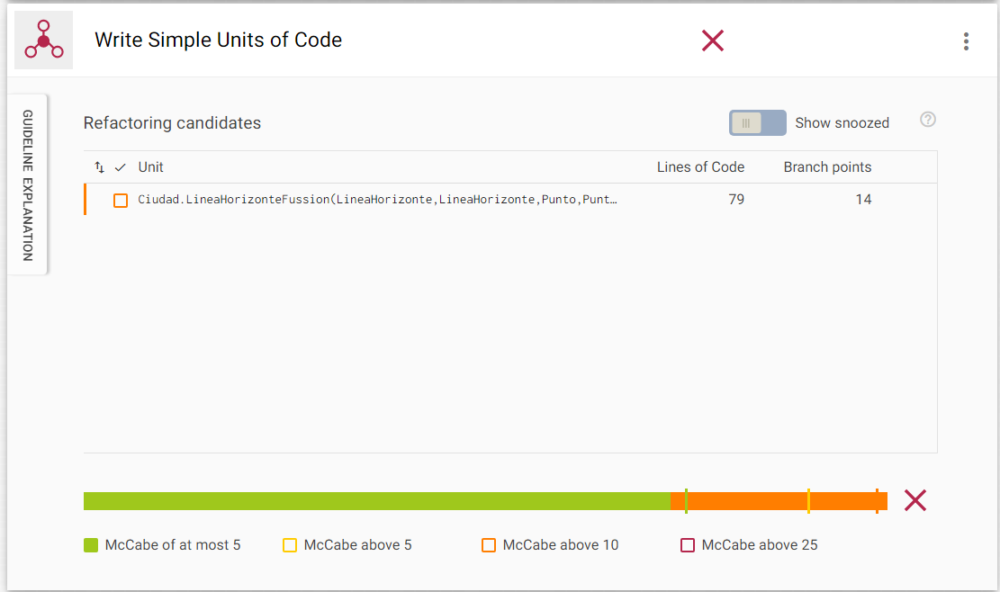 Write Simple Units of Code
GUIDELINE EXPLANATION
Refactoring candidates
Show snoozed
?
Unit Lines of Code Branch points
Ciudad.LineaHorizonteFussion(LineaHorizonte,LineaHorizonte,Punto,Punt… 79 14
McCabe of at most 5 McCabe above 5 McCabe above 10 McCabe above 25